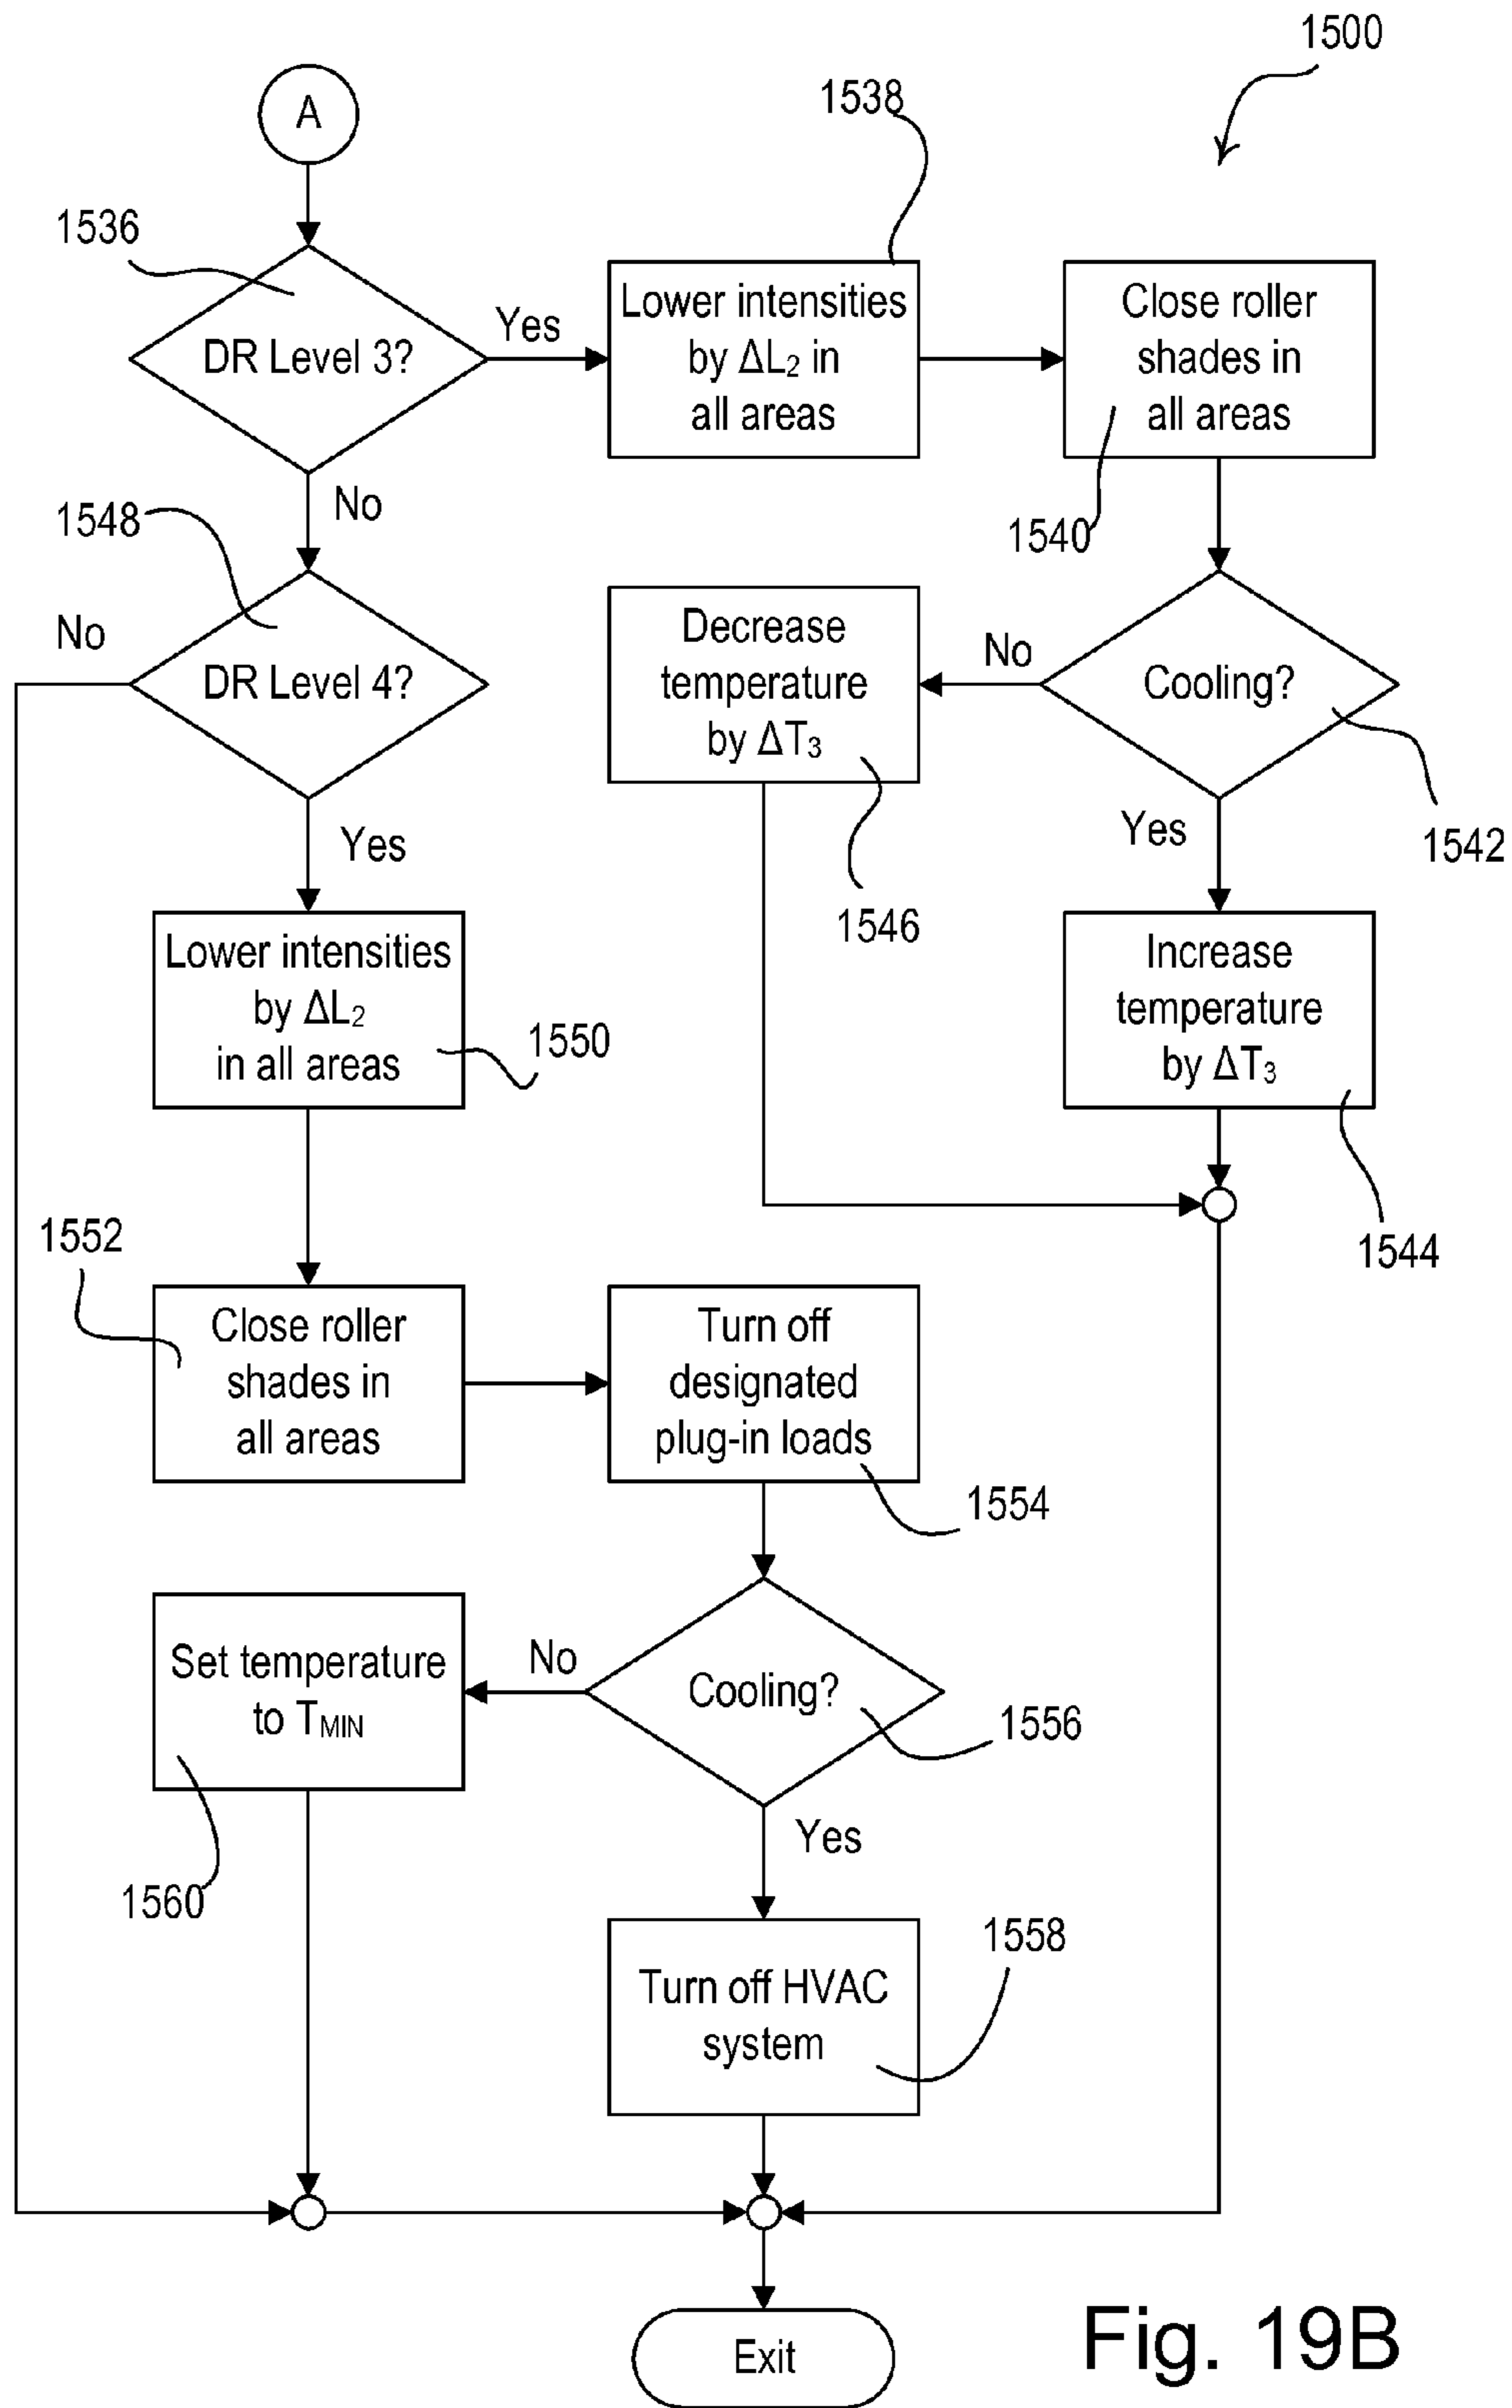 1500
A
1538
1536
DR Level 3?
Yes
Lower intensities
by ΔL₂ in
all areas
Close roller
shades in
all areas
1540
No
1548
No
DR Level 4?
Decrease
temperature
by ΔT₃
No
Cooling?
1542
Yes
Yes
1546
Lower intensities
by ΔL₂
in all areas
1550
Increase
temperature
by ΔT₃
1544
1552
Close roller
shades in
all areas
Turn off
designated
plug-in loads
1554
Set temperature
to TMIN
No
Cooling?
1556
1560
Yes
1558
Turn off HVAC
system
Exit
Fig. 19B